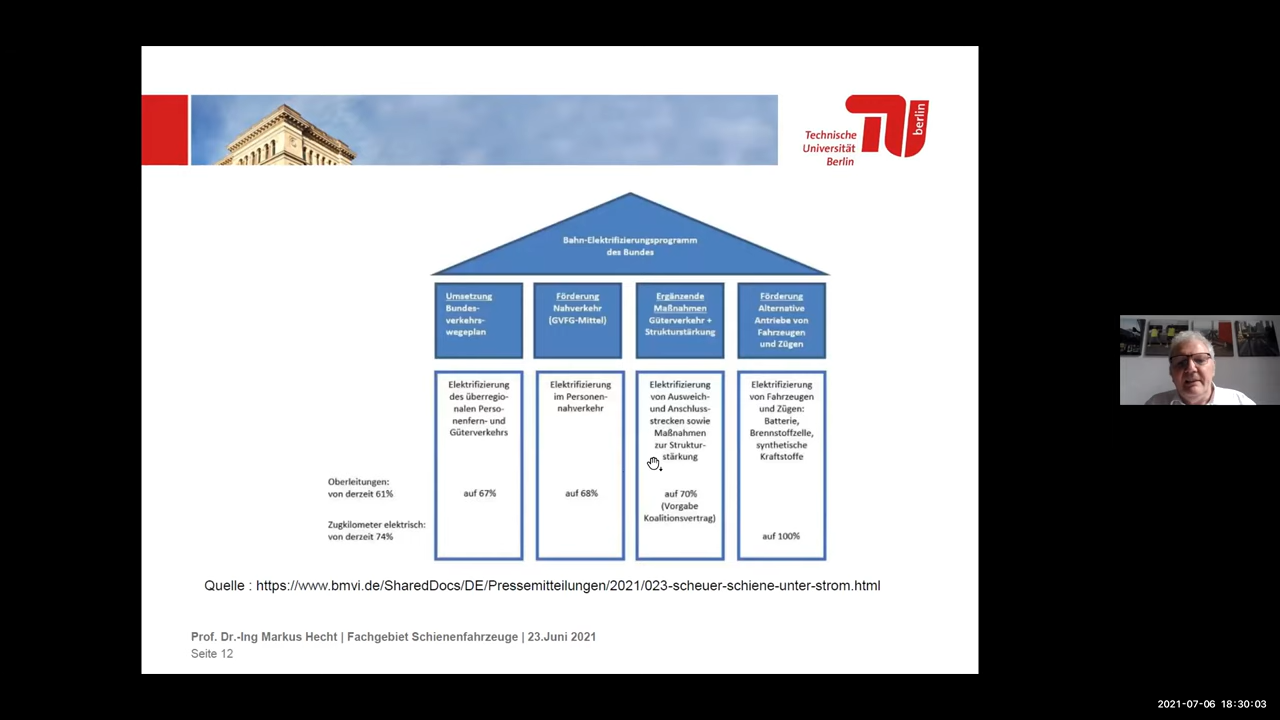 Technische
Universität
Berlin
berlin
Bahn-Elektrifizierungsprogramm
des Bundes
Umsetzung
Bundes-
verkehrs-
wegeplan
Förderung
Nahverkehr
(GVFG-Mittel)
Ergänzende
Maßnahmen
Güterverkehr +
Strukturstärkung
Förderung
Alternative
Antriebe von
Fahrzeugen
und Zügen
Elektrifizierung
des überregio-
nalen Perso-
nenfern- und
Güterverkehrs
Elektrifizierung
im Personen-
nahverkehr
Elektrifizierung
von Ausweich-
und Anschluss-
strecken sowie
Maßnahmen
zur Struktur-
stärkung
Elektrifizierung
von Fahrzeugen
und Zügen:
Batterie,
Brennstoffzelle,
synthetische
Kraftstoffe
Oberleitungen:
von derzeit 61%
auf 67%
auf 68%
auf 70%
(Vorgabe
Koalitionsvertrag)
Zugkilometer elektrisch:
von derzeit 74%
auf 100%
Quelle : https://www.bmvi.de/SharedDocs/DE/Pressemitteilungen/2021/023-scheuer-schiene-unter-strom.html
Prof. Dr.-Ing Markus Hecht | Fachgebiet Schienenfahrzeuge | 23.Juni 2021
Seite 12
2021-07-06 18:30:03